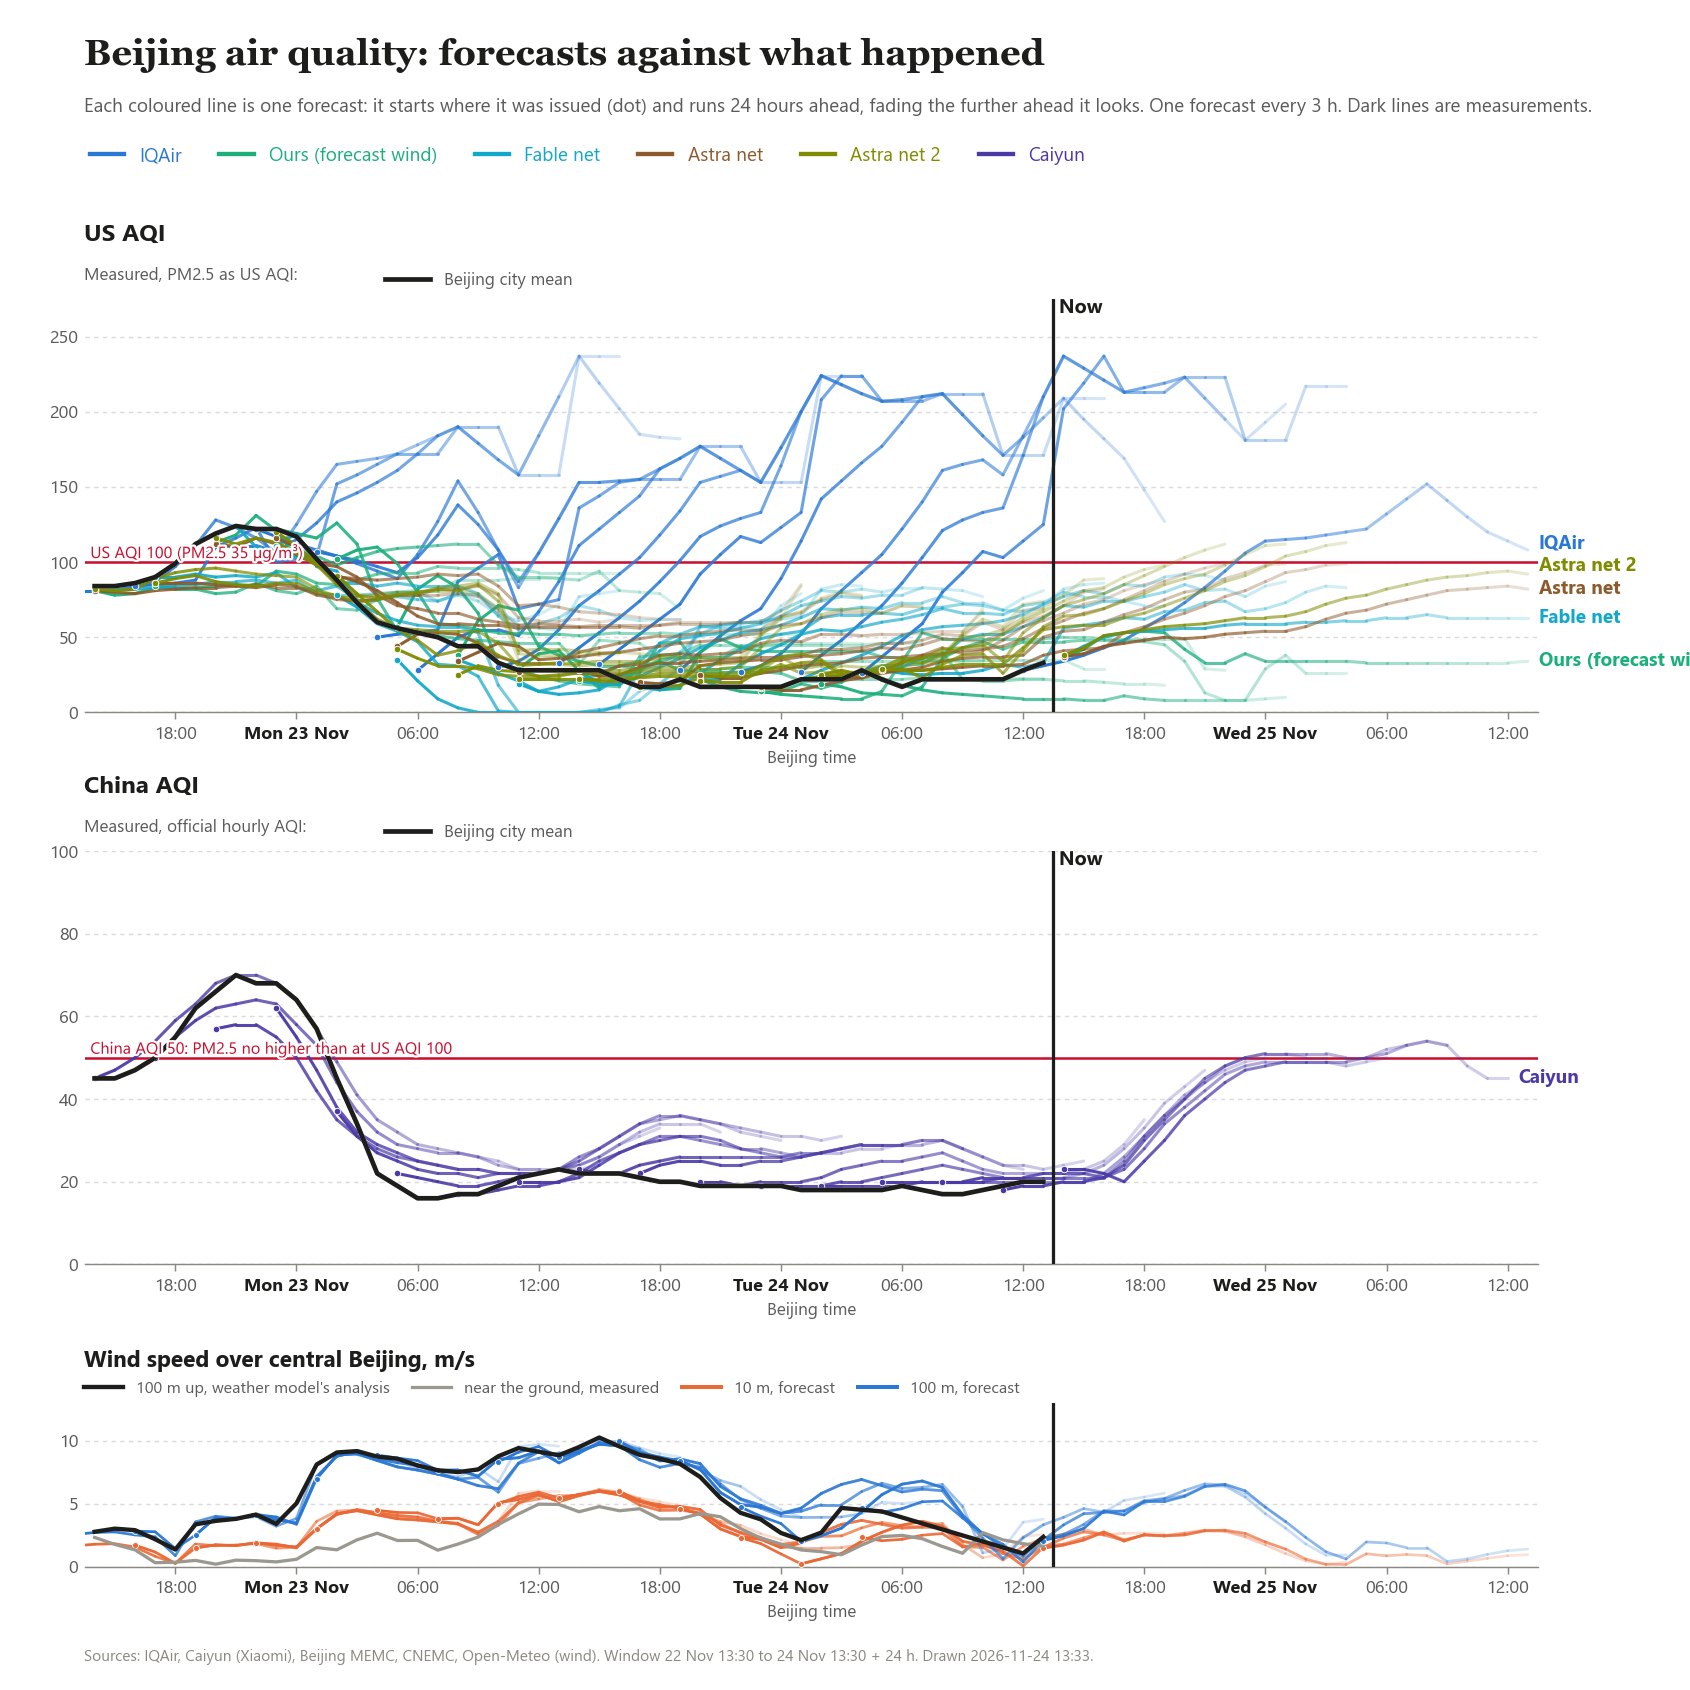 Beijing air quality: forecasts against what happened
Each coloured line is one forecast: it starts where it was issued (dot) and runs 24 hours ahead, fading the further ahead it looks. One forecast every 3 h. Dark lines are measurements.
IQAir Ours (forecast wind) Fable net Astra net Astra net 2 Caiyun
US AQI
Measured, PM2.5 as US AQI: Beijing city mean
Now
250
200
150
US AQI 100 (PM2.5 35 µg/m³)
100
50
0
IQAir
Astra net 2
Astra net
Fable net
Ours (forecast wi
18:00 Mon 23 Nov 06:00 12:00 18:00 Tue 24 Nov 06:00 12:00 18:00 Wed 25 Nov 06:00 12:00
Beijing time
China AQI
Measured, official hourly AQI: Beijing city mean
Now
100
80
60
China AQI 50: PM2.5 no higher than at US AQI 100
50
40
20
0
Caiyun
18:00 Mon 23 Nov 06:00 12:00 18:00 Tue 24 Nov 06:00 12:00 18:00 Wed 25 Nov 06:00 12:00
Beijing time
Wind speed over central Beijing, m/s
100 m up, weather model's analysis near the ground, measured 10 m, forecast 100 m, forecast
10
5
0
18:00 Mon 23 Nov 06:00 12:00 18:00 Tue 24 Nov 06:00 12:00 18:00 Wed 25 Nov 06:00 12:00
Beijing time
Sources: IQAir, Caiyun (Xiaomi), Beijing MEMC, CNEMC, Open-Meteo (wind). Window 22 Nov 13:30 to 24 Nov 13:30 + 24 h. Drawn 2026-11-24 13:33.